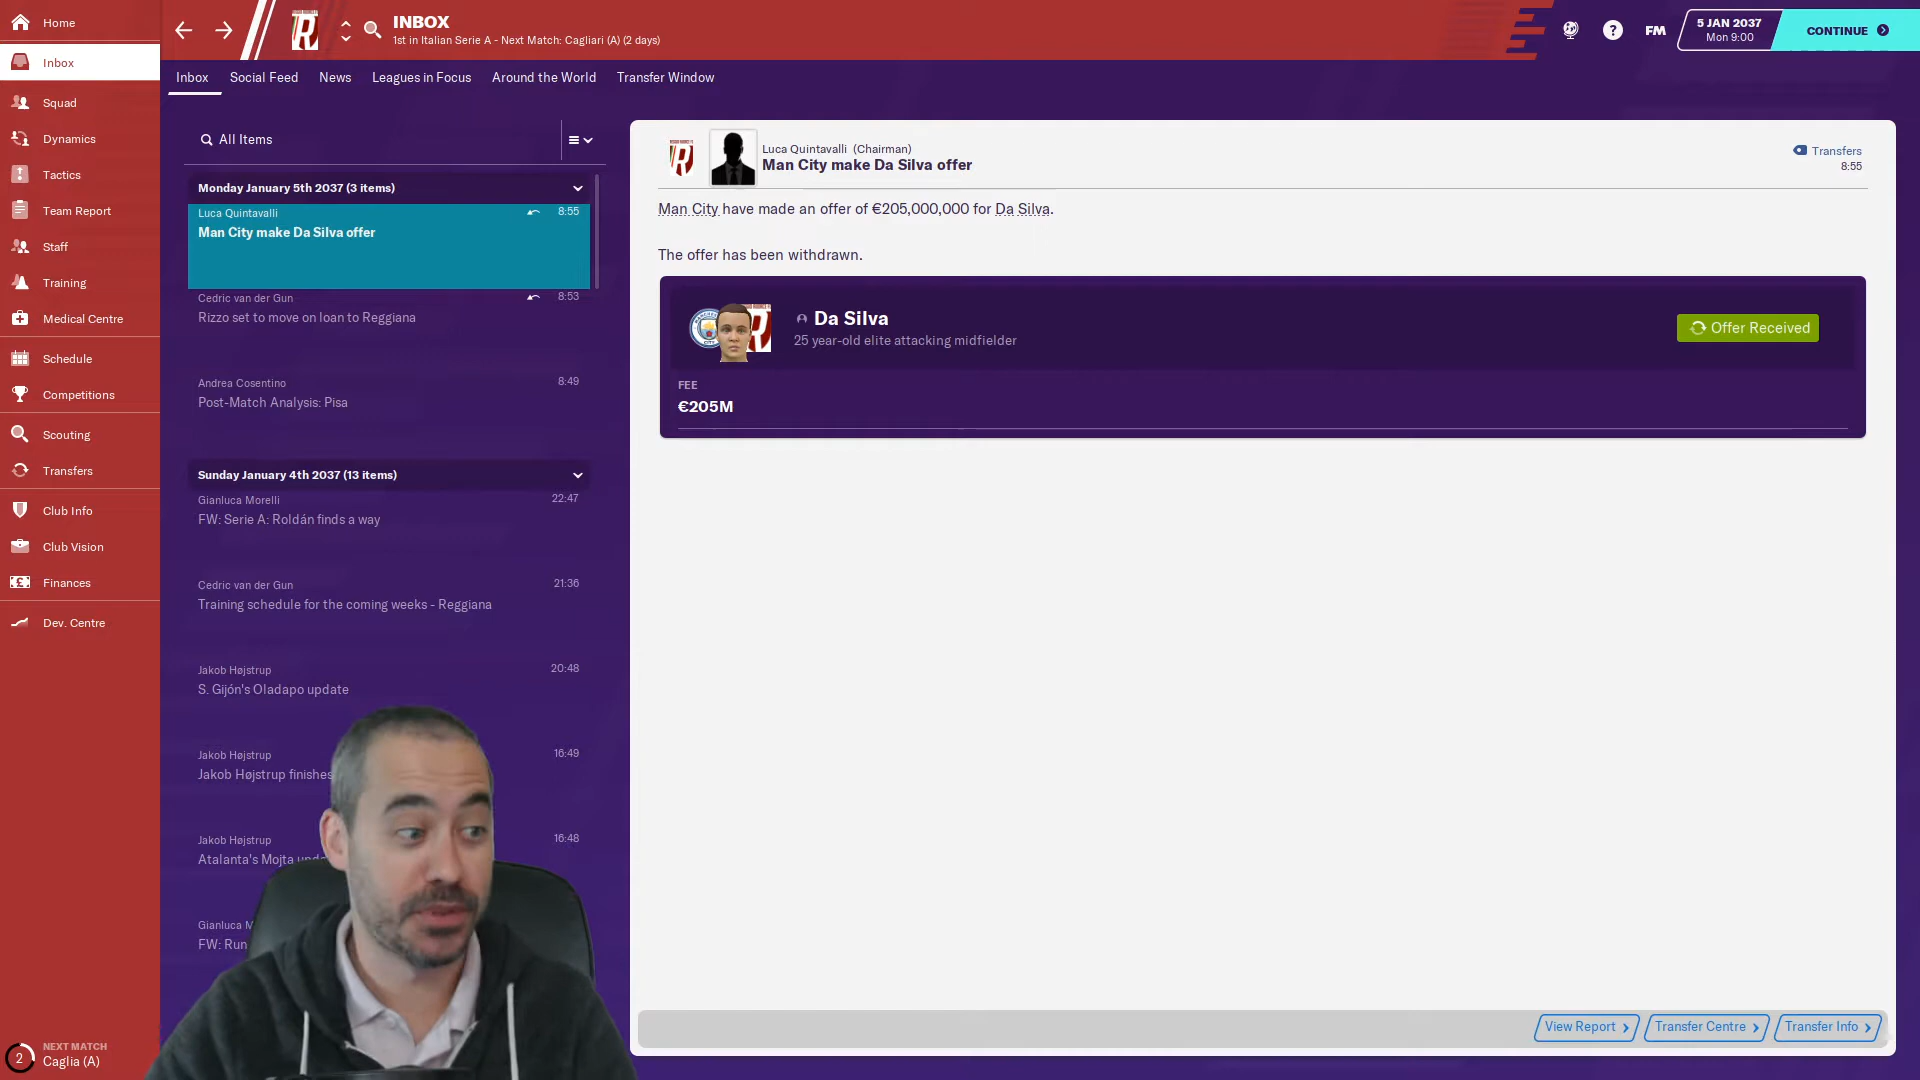 Home
Inbox
Squad
Dynamics
Tactics
Team Report
Staff
Training
Medical Centre
Schedule
Competitions
Scouting
Transfers
Club Info
Club Vision
Finances
Dev. Centre
2
NEXT MATCH
Caglia (A)
R
INBOX
1st in Italian Serie A - Next Match: Cagliari (A) (2 days)
?
FM
5 JAN 2037
Mon 9:00
CONTINUE
Inbox
Social Feed
News
Leagues in Focus
Around the World
Transfer Window
All Items
Monday January 5th 2037 (3 items)
Luca Quintavalli
8:55
Man City make Da Silva offer
Cedric van der Gun
8:53
Rizzo set to move on loan to Reggiana
Andrea Cosentino
8:49
Post-Match Analysis: Pisa
Sunday January 4th 2037 (13 items)
Gianluca Morelli
22:47
FW: Serie A: Roldán finds a way
Cedric van der Gun
21:36
Training schedule for the coming weeks - Reggiana
Jakob Højstrup
20:48
S. Gijón's Oladapo update
Jakob Højstrup
16:49
Jakob Højstrup finishes
Jakob Højstrup
16:48
Atalanta's Mojta
Gianluca
FW: Run
Luca Quintavalli (Chairman)
Man City make Da Silva offer
Transfers
8:55
Man City have made an offer of €205,000,000 for Da Silva.
The offer has been withdrawn.
Da Silva
25 year-old elite attacking midfielder
Offer Received
FEE
€205M
View Report
Transfer Centre
Transfer Info